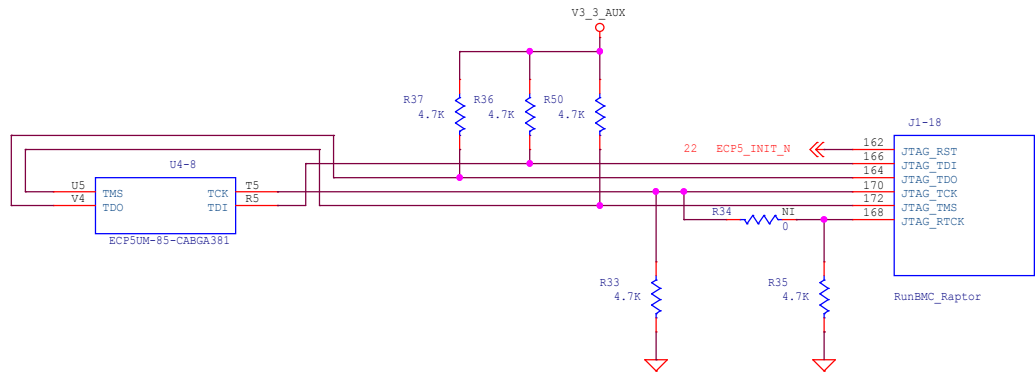 V3_3_AUX
R37
4.7K
R36
4.7K
R50
4.7K
J1-18
22 ECP5_INIT_N
162
JTAG_RST
166
JTAG_TDI
164
JTAG_TDO
170
JTAG_TCK
172
JTAG_TMS
168
JTAG_RTCK
U4-8
U5
TMS
TCK
T5
V4
TDO
TDI
R5
ECP5UM-85-CABGA381
R34
NI
0
R33
4.7K
R35
4.7K
RunBMC_Raptor